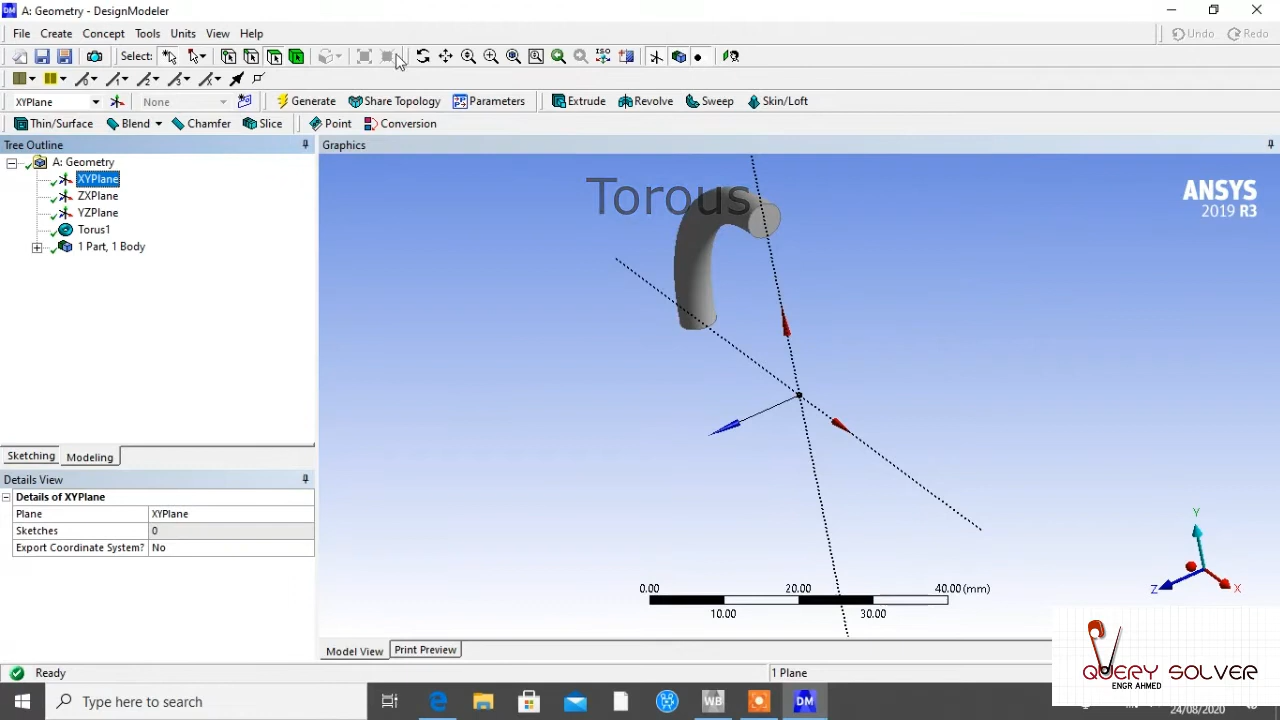 A: Geometry - DesignModeler
File Create Concept Tools Units View Help
Undo Redo
Select:
ISO
XYPlane None Generate Share Topology Parameters Extrude Revolve Sweep Skin/Loft
Thin/Surface Blend Chamfer Slice Point Conversion
Tree Outline
A: Geometry
XYPlane
ZXPlane
YZPlane
Torus1
1 Part, 1 Body
Sketching Modeling
Details View
Details of XYPlane
Plane XYPlane
Sketches 0
Export Coordinate System? No
Graphics
Torous
ANSYS
2019 R3
0.00 20.00 40.00 (mm)
10.00 30.00
Y
Z X
Model View Print Preview
Ready
1 Plane
QUERY SOLVER
ENGR AHMED
Type here to search
WB
DM
24/08/2020